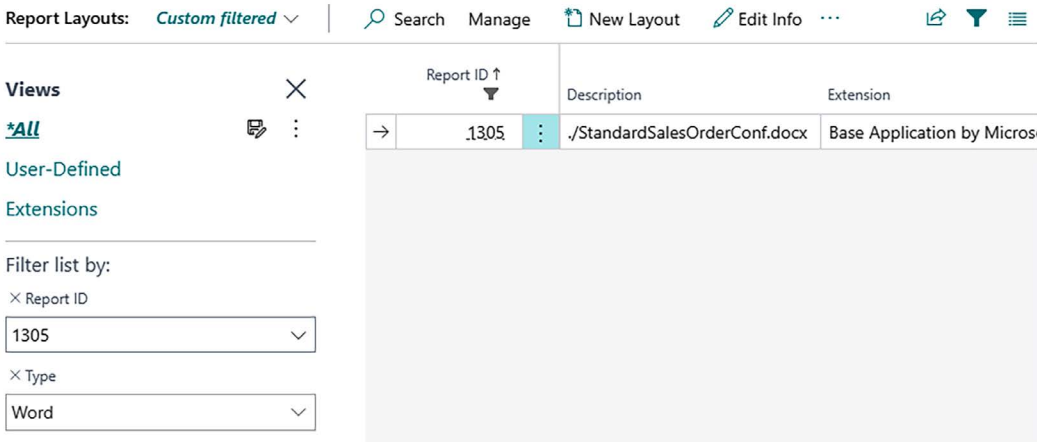 Report Layouts: Custom filtered Search Manage New Layout Edit Info ...
Views
*All
User-Defined
Extensions
Filter list by:
× Report ID
1305
× Type
Word
Report ID ↑ Description Extension
→ 1305 ./StandardSalesOrderConf.docx Base Application by Micros